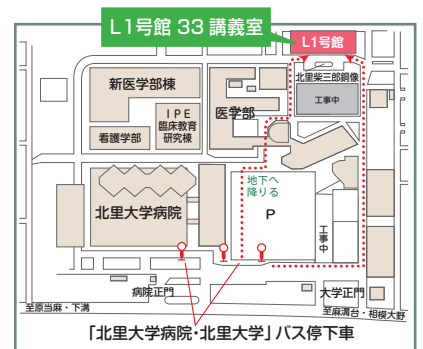 L1号館 33 講義室
L1号館
北里柴三郎銅像
工事中
新医学部棟
医学部
IPE
臨床教育
研究棟
看護学部
地下へ
降りる
北里大学病院
P
工事中
病院正門
大学正門
至原当麻・下溝
至麻溝台・相模大野
「北里大学病院・北里大学」バス停下車